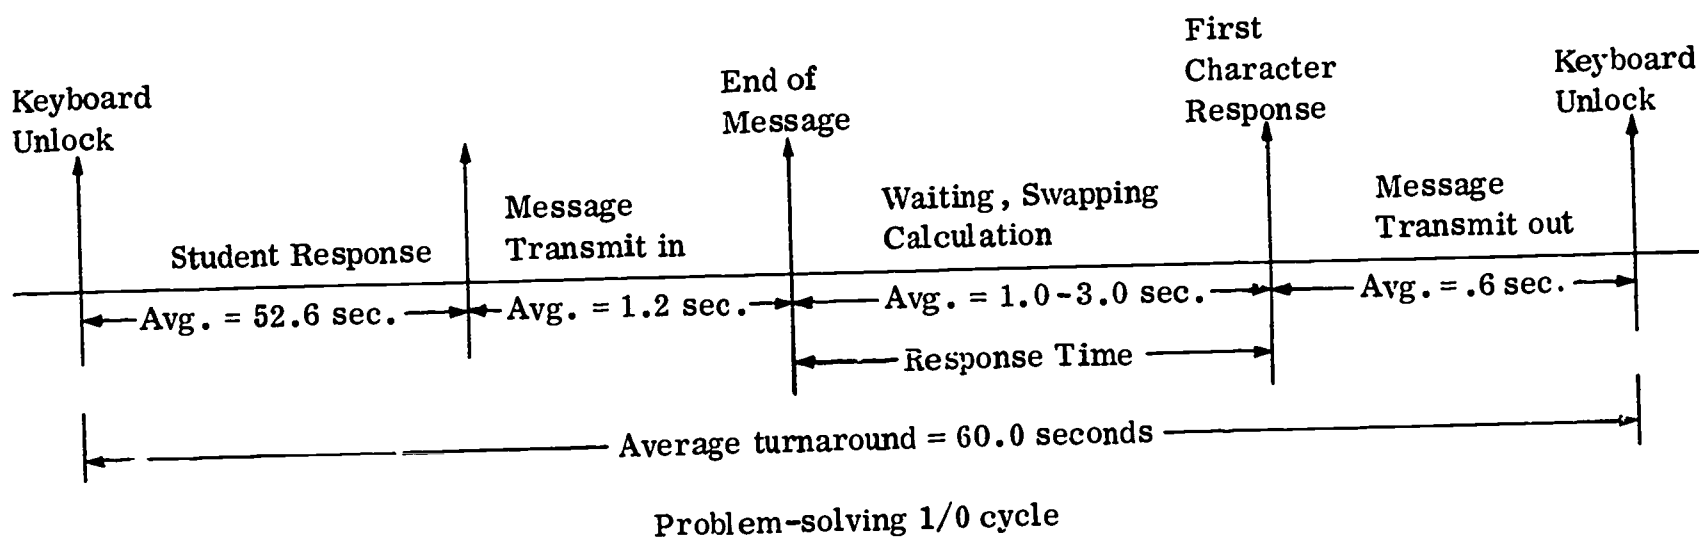 First
Character
Response
Keyboard
Unlock
End of
Message
Keyboard
Unlock
Student Response
Message
Transmit in
Waiting, Swapping
Calculation
Message
Transmit out
Avg. = 52.6 sec.
Avg. = 1.2 sec.
Avg. = 1.0-3.0 sec.
Avg. = .6 sec.
Response Time
Average turnaround = 60.0 seconds
Problem-solving 1/0 cycle